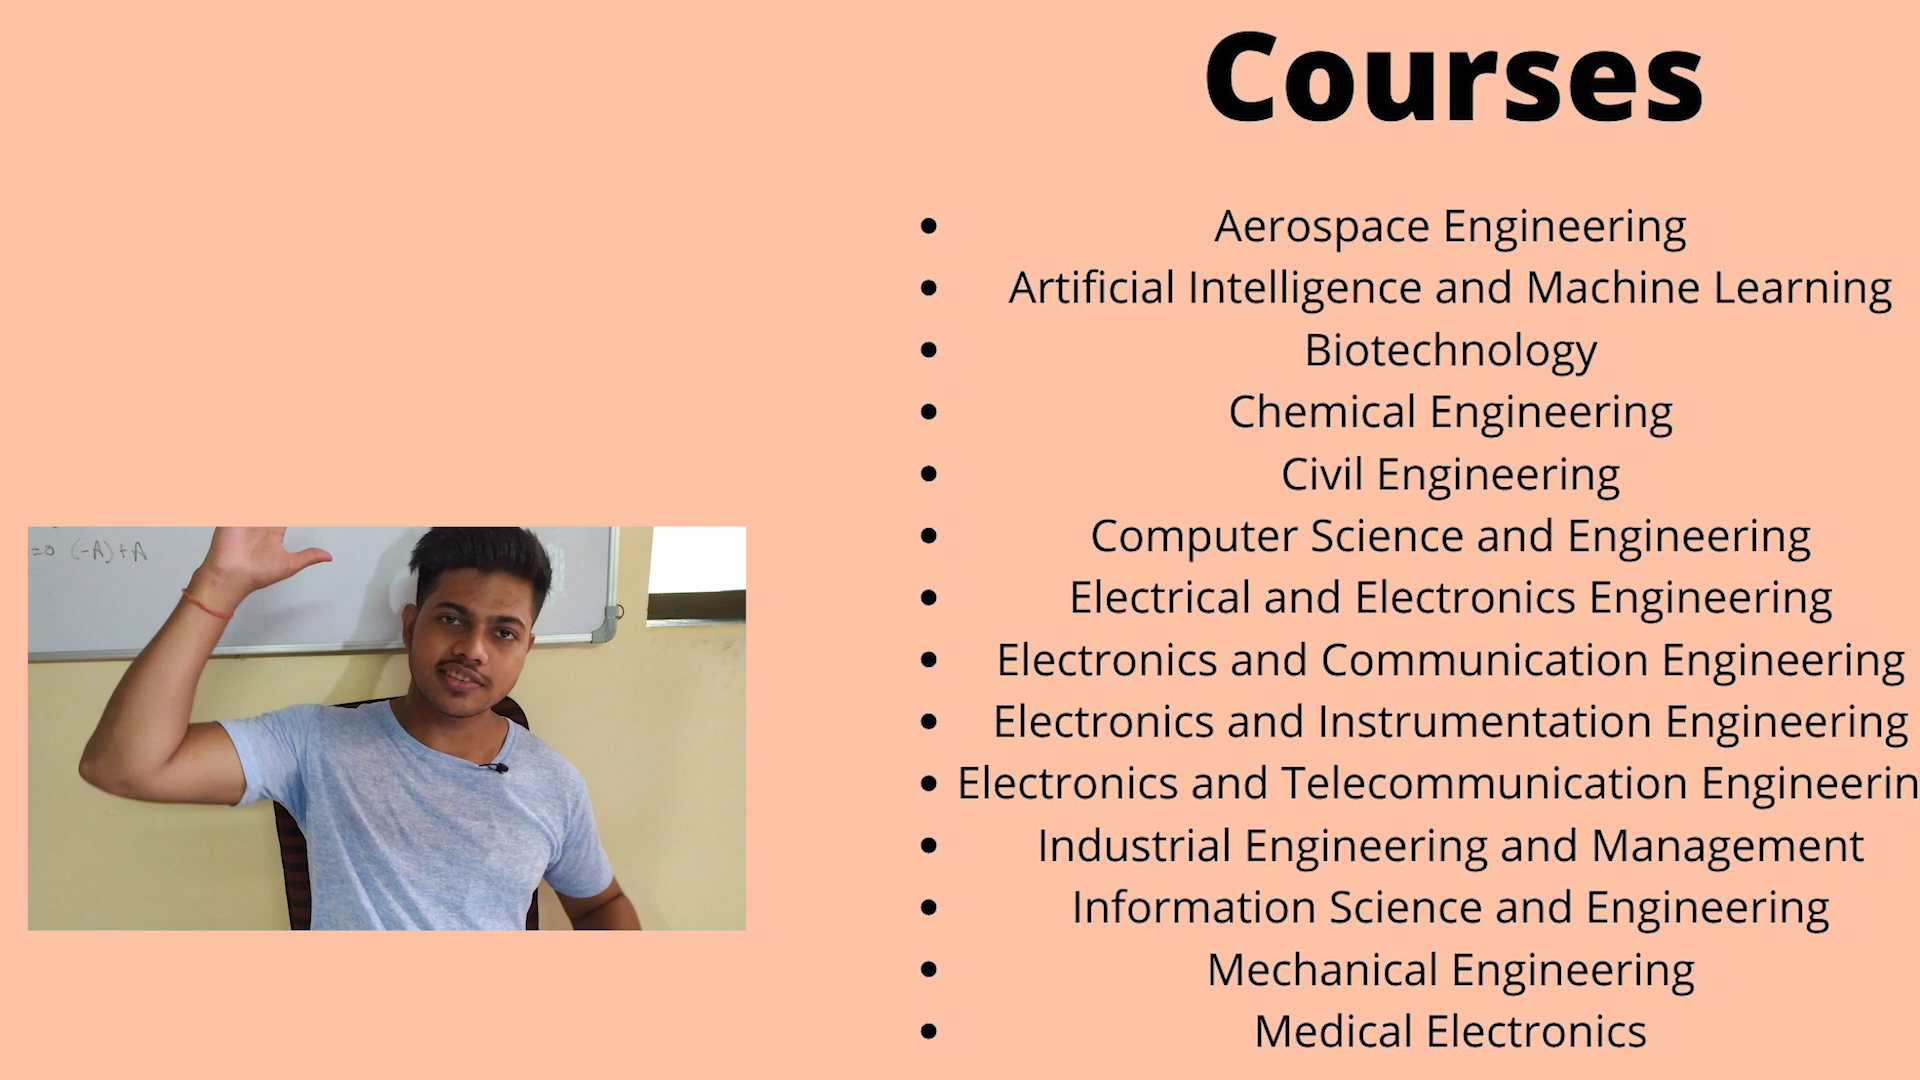 Courses
• Aerospace Engineering
• Artificial Intelligence and Machine Learning
• Biotechnology
• Chemical Engineering
• Civil Engineering
• Computer Science and Engineering
• Electrical and Electronics Engineering
• Electronics and Communication Engineering
• Electronics and Instrumentation Engineering
• Electronics and Telecommunication Engineerin
• Industrial Engineering and Management
• Information Science and Engineering
• Mechanical Engineering
• Medical Electronics
=0 (-A)+A